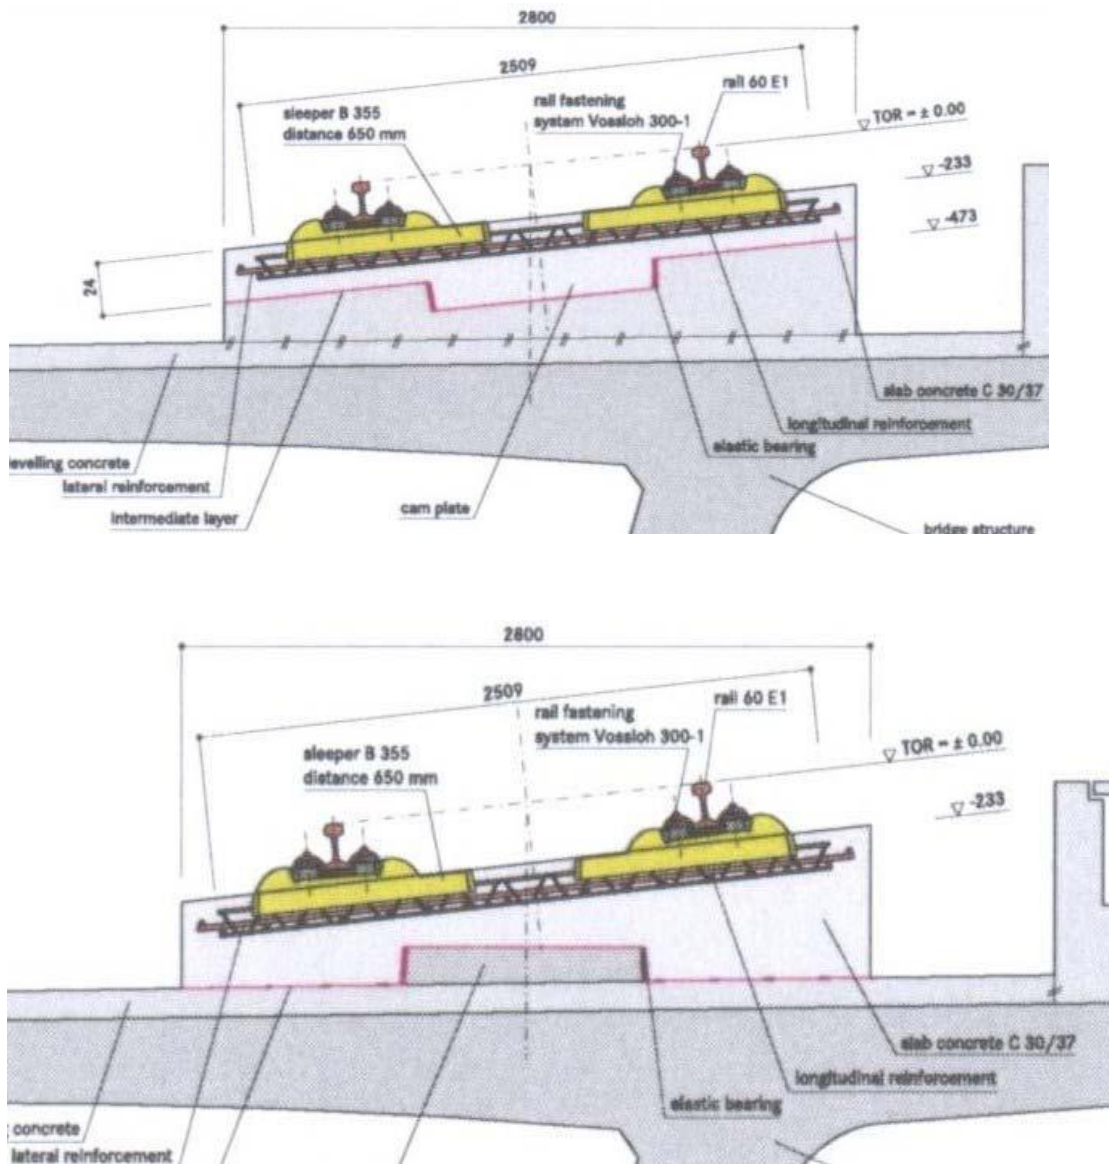 2800
2509
rail 60 E1
sleeper B 355
distance 650 mm
rail fastening
system Vossloh 300-1
TOR = ± 0.00
-233
-473
24
slab concrete C 30/37
longitudinal reinforcement
elastic bearing
evelling concrete
lateral reinforcement
cam plate
intermediate layer
bridge structure
2800
2509
rail 60 E1
rail fastening
system Vossloh 300-1
sleeper B 355
distance 650 mm
TOR = ± 0.00
-233
slab concrete C 30/37
longitudinal reinforcement
elastic bearing
concrete
lateral reinforcement